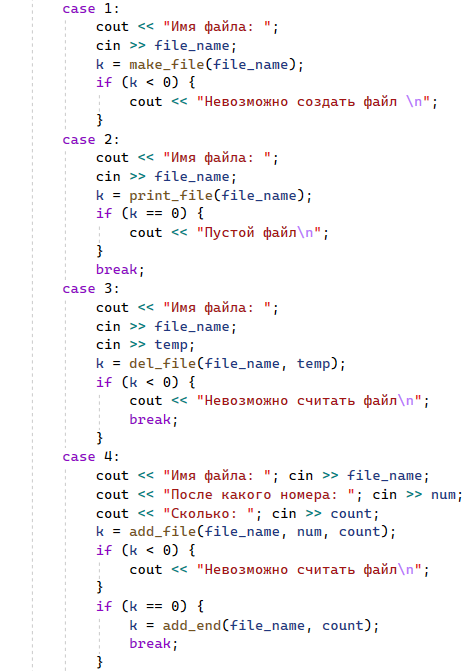 case 1:
cout << "Имя файла: ";
cin >> file_name;
k = make_file(file_name);
if (k < 0) {
cout << "Невозможно создать файл \n";
}
case 2:
cout << "Имя файла: ";
cin >> file_name;
k = print_file(file_name);
if (k == 0) {
cout << "Пустой файл\n";
}
break;
case 3:
cout << "Имя файла: ";
cin >> file_name;
cin >> temp;
k = del_file(file_name, temp);
if (k < 0) {
cout << "Невозможно считать файл\n";
break;
}
case 4:
cout << "Имя файла: "; cin >> file_name;
cout << "После какого номера: "; cin >> num;
cout << "Сколько: "; cin >> count;
k = add_file(file_name, num, count);
if (k < 0) {
cout << "Невозможно считать файл\n";
}
if (k == 0) {
k = add_end(file_name, count);
break;
}